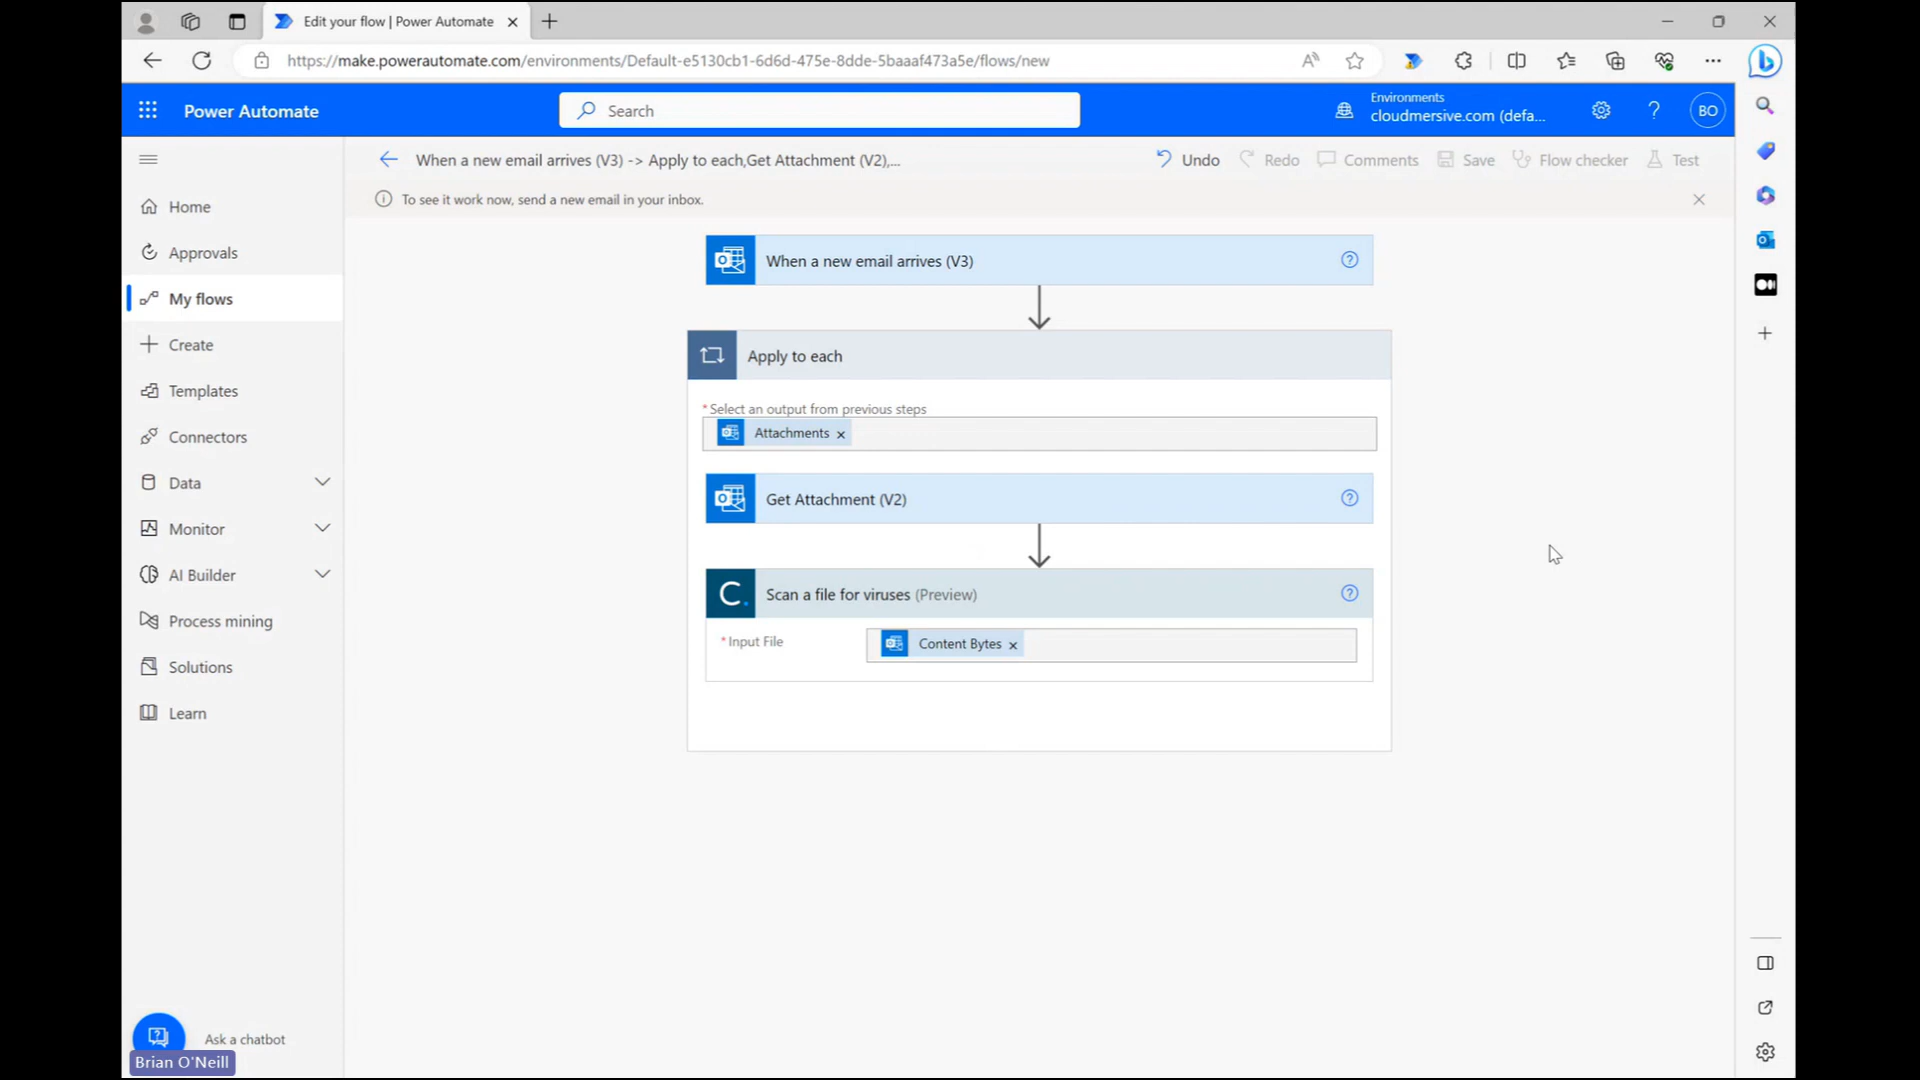 Edit your flow | Power Automate
https://make.powerautomate.com/environments/Default-e5130cb1-6d6d-475e-8dde-5baaaf473a5e/flows/new
Power Automate
Search
Environments
cloudmersive.com (defa...
BO
When a new email arrives (V3) -> Apply to each,Get Attachment (V2),...
Undo
Redo
Comments
Save
Flow checker
Test
To see it work now, send a new email in your inbox.
Home
Approvals
My flows
Create
Templates
Connectors
Data
Monitor
AI Builder
Process mining
Solutions
Learn
When a new email arrives (V3)
Apply to each
*Select an output from previous steps
Attachments
Get Attachment (V2)
C. Scan a file for viruses (Preview)
*Input File
Content Bytes
Ask a chatbot
Brian O'Neill